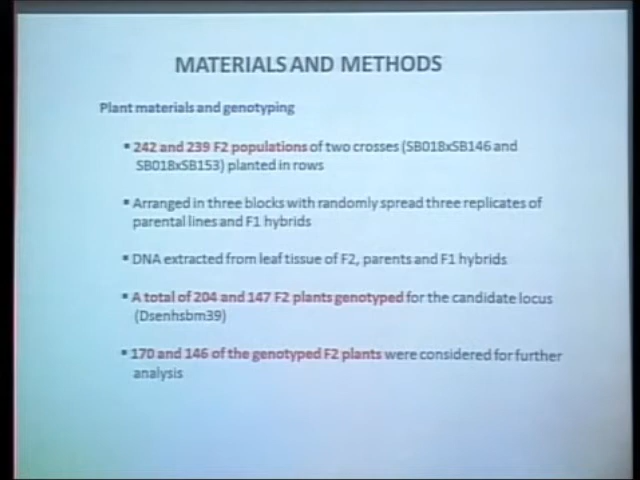 MATERIALS AND METHODS
Plant materials and genotyping
▪ 242 and 239 F2 populations of two crosses (SB018xSB146 and
SB018xSB153) planted in rows
▪ Arranged in three blocks with randomly spread three replicates of
parental lines and F1 hybrids
▪ DNA extracted from leaf tissue of F2, parents and F1 hybrids
▪ A total of 204 and 147 F2 plants genotyped for the candidate locus
(Dsenhsbm39)
▪ 170 and 146 of the genotyped F2 plants were considered for further
analysis